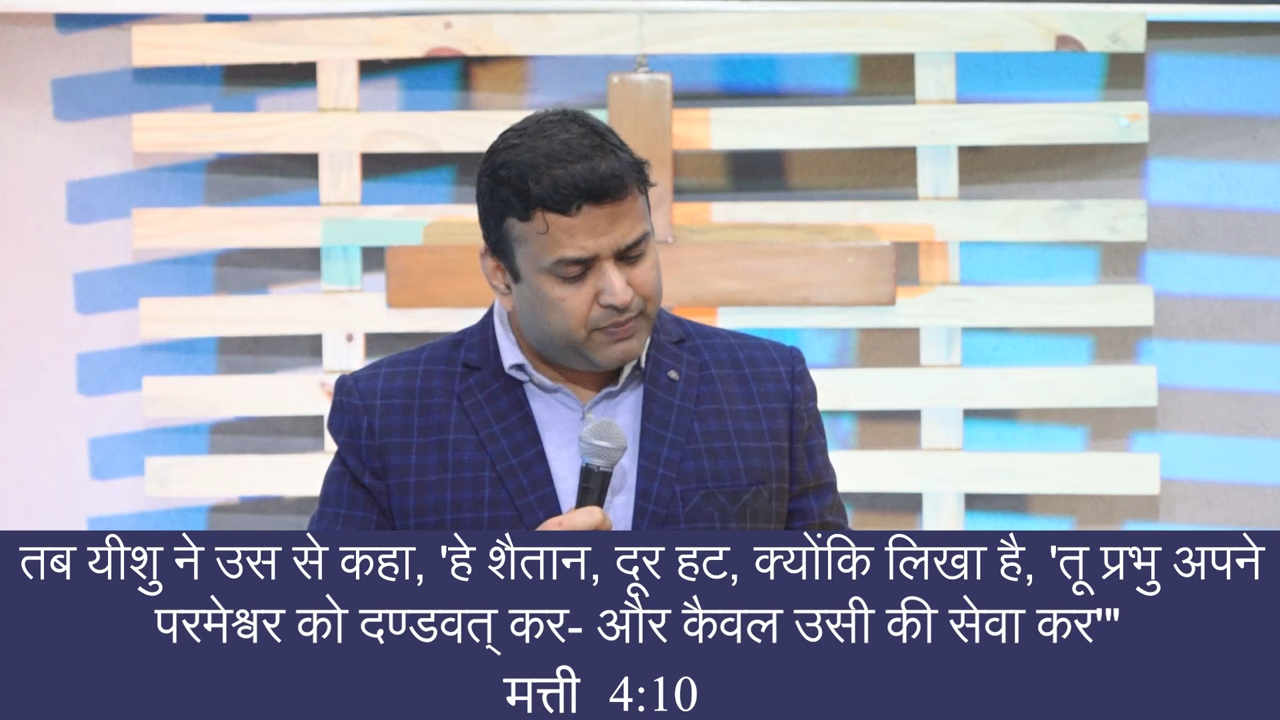 तब यीशु ने उस से कहा, 'हे शैतान, दूर हट, क्योंकि लिखा है, 'तू प्रभु अपने
परमेश्वर को दण्डवत् कर- और कैवल उसी की सेवा कर'"
मत्ती 4:10